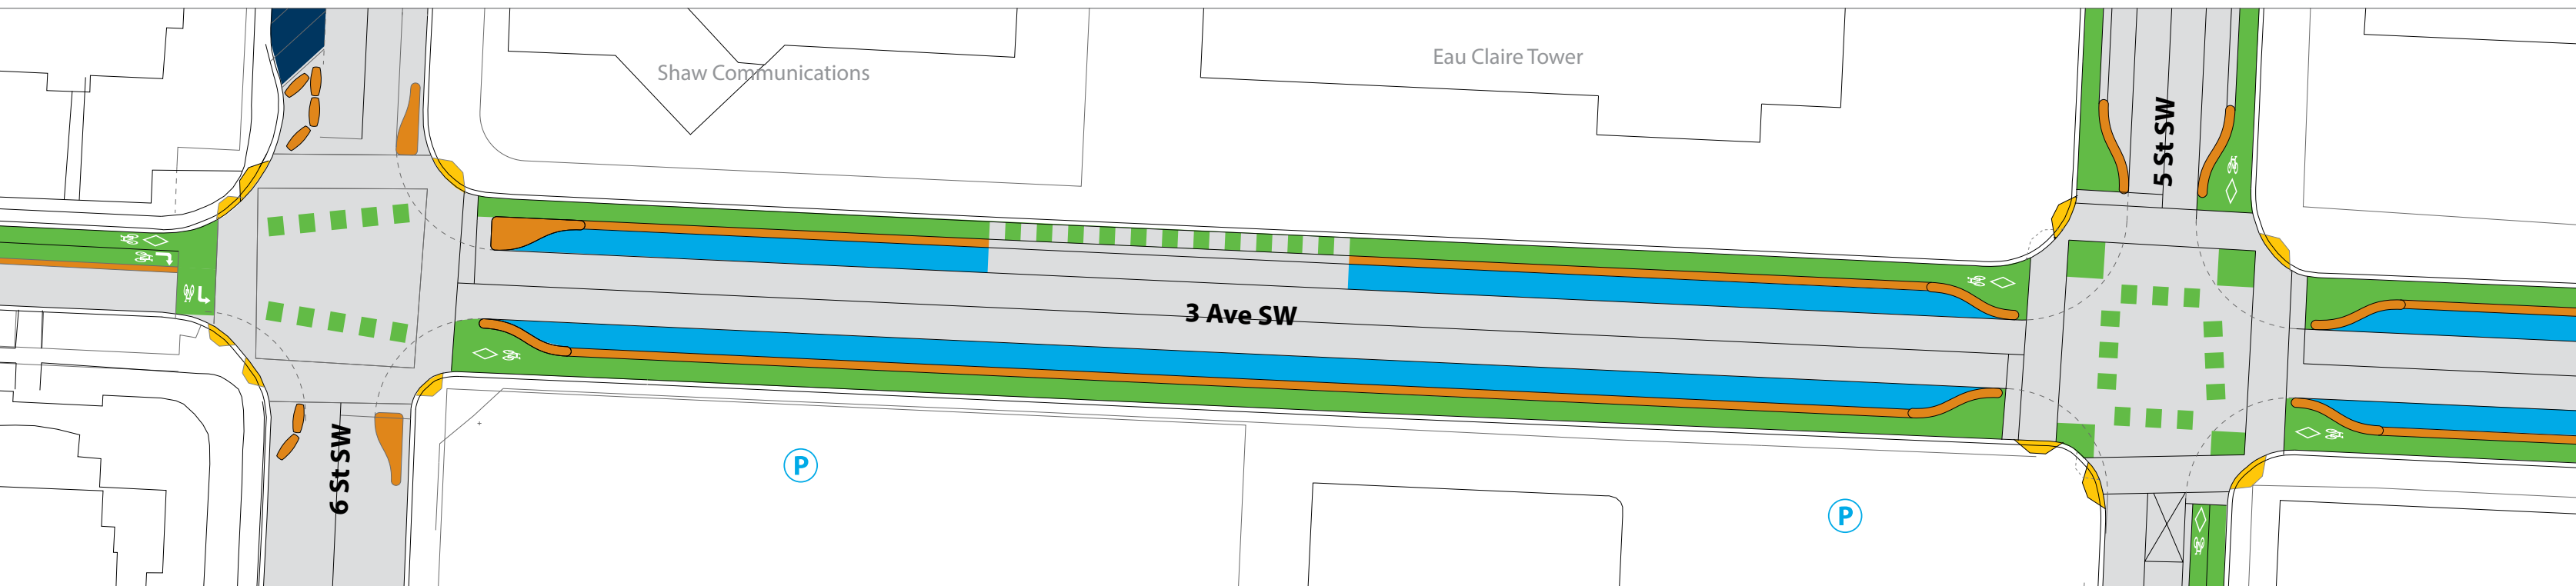 Shaw Communications
Eau Claire Tower
5 St SW
3 Ave SW
6 St SW
P
P